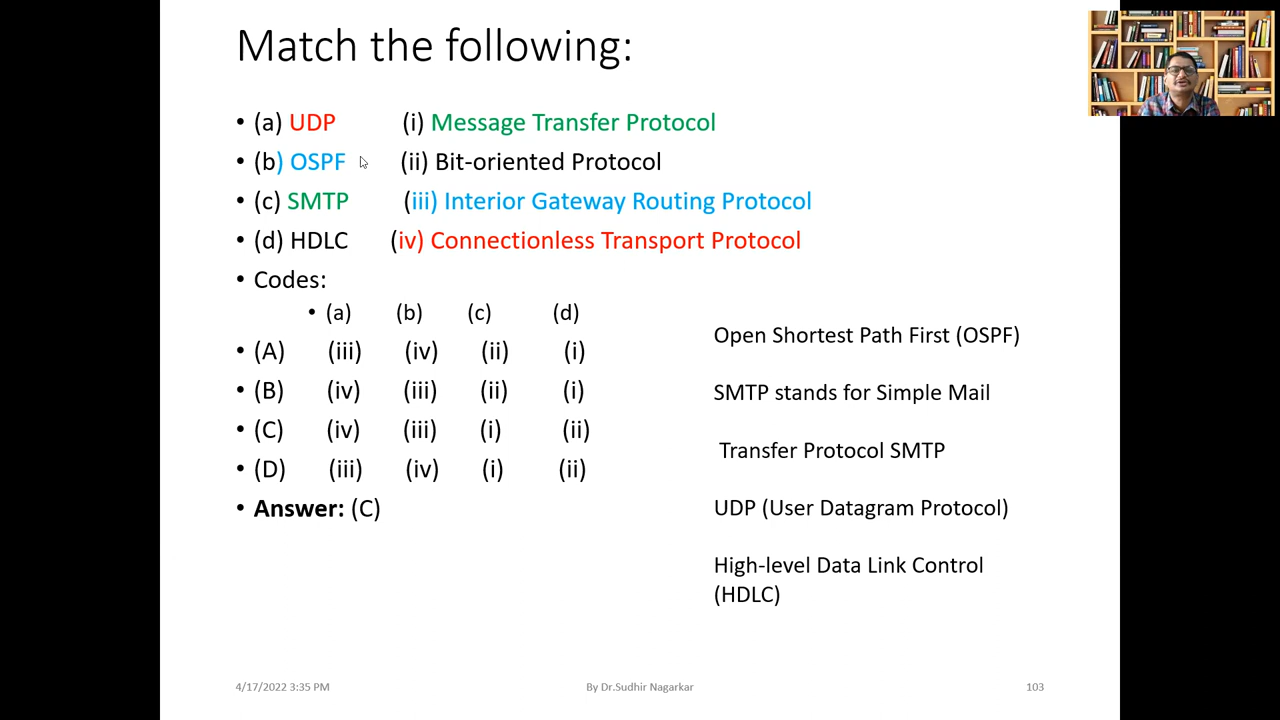 Match the following:
• (a) UDP (i) Message Transfer Protocol
• (b) OSPF (ii) Bit-oriented Protocol
• (c) SMTP (iii) Interior Gateway Routing Protocol
• (d) HDLC (iv) Connectionless Transport Protocol
• Codes:
• (a) (b) (c) (d)
• (A) (iii) (iv) (ii) (i)
• (B) (iv) (iii) (ii) (i)
• (C) (iv) (iii) (i) (ii)
• (D) (iii) (iv) (i) (ii)
• Answer: (C)
Open Shortest Path First (OSPF)
SMTP stands for Simple Mail
Transfer Protocol SMTP
UDP (User Datagram Protocol)
High-level Data Link Control
(HDLC)
4/17/2022 3:35 PM
By Dr.Sudhir Nagarkar
103